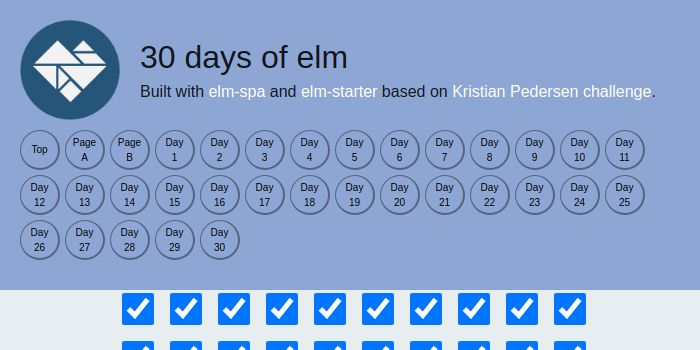 30 days of elm
Built with elm-spa and elm-starter based on Kristian Pedersen challenge.
Top Page A Page B Day 1 Day 2 Day 3 Day 4 Day 5 Day 6 Day 7 Day 8 Day 9 Day 10 Day 11
Day 12 Day 13 Day 14 Day 15 Day 16 Day 17 Day 18 Day 19 Day 20 Day 21 Day 22 Day 23 Day 24 Day 25
Day 26 Day 27 Day 28 Day 29 Day 30